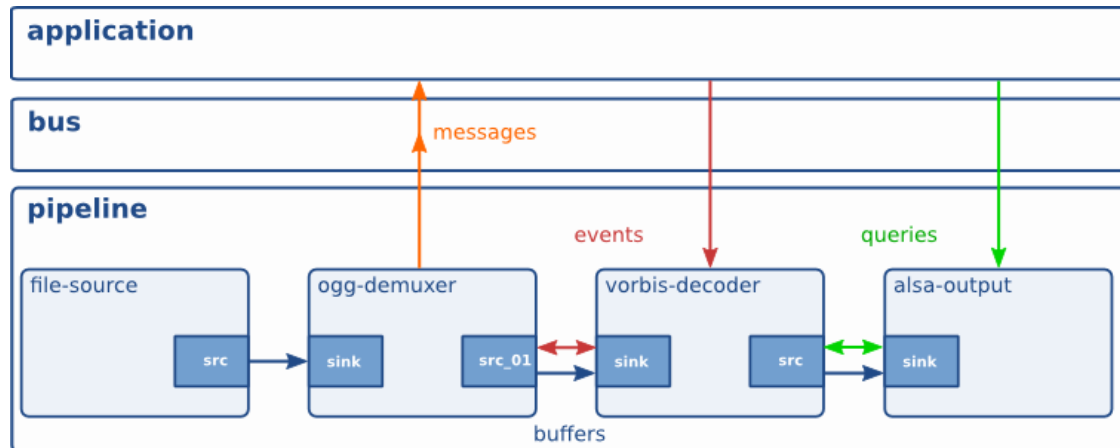 application
bus
messages
pipeline
events
queries
file-source
ogg-demuxer
vorbis-decoder
alsa-output
src
sink
src_01
sink
src
sink
buffers